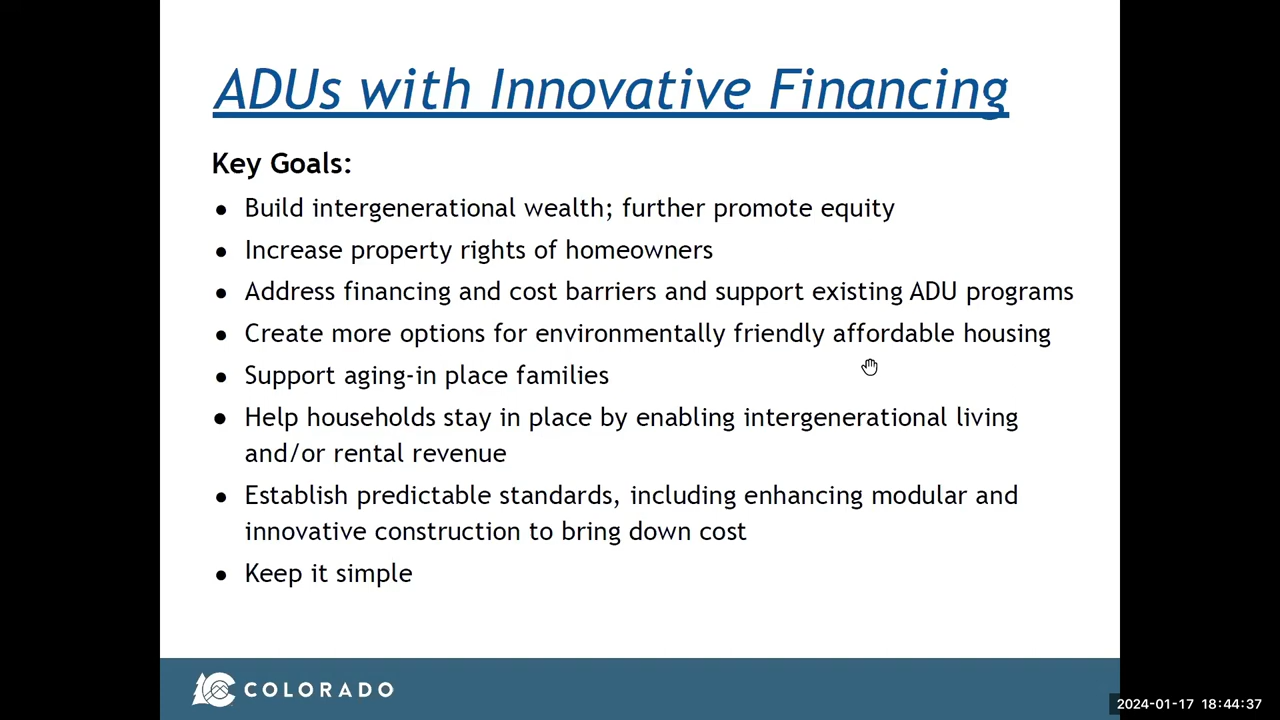 ADUs with Innovative Financing
Key Goals:
● Build intergenerational wealth; further promote equity
● Increase property rights of homeowners
● Address financing and cost barriers and support existing ADU programs
● Create more options for environmentally friendly affordable housing
● Support aging-in place families
● Help households stay in place by enabling intergenerational living
and/or rental revenue
● Establish predictable standards, including enhancing modular and
innovative construction to bring down cost
● Keep it simple
COLORADO
2024-01-17 18:44:37